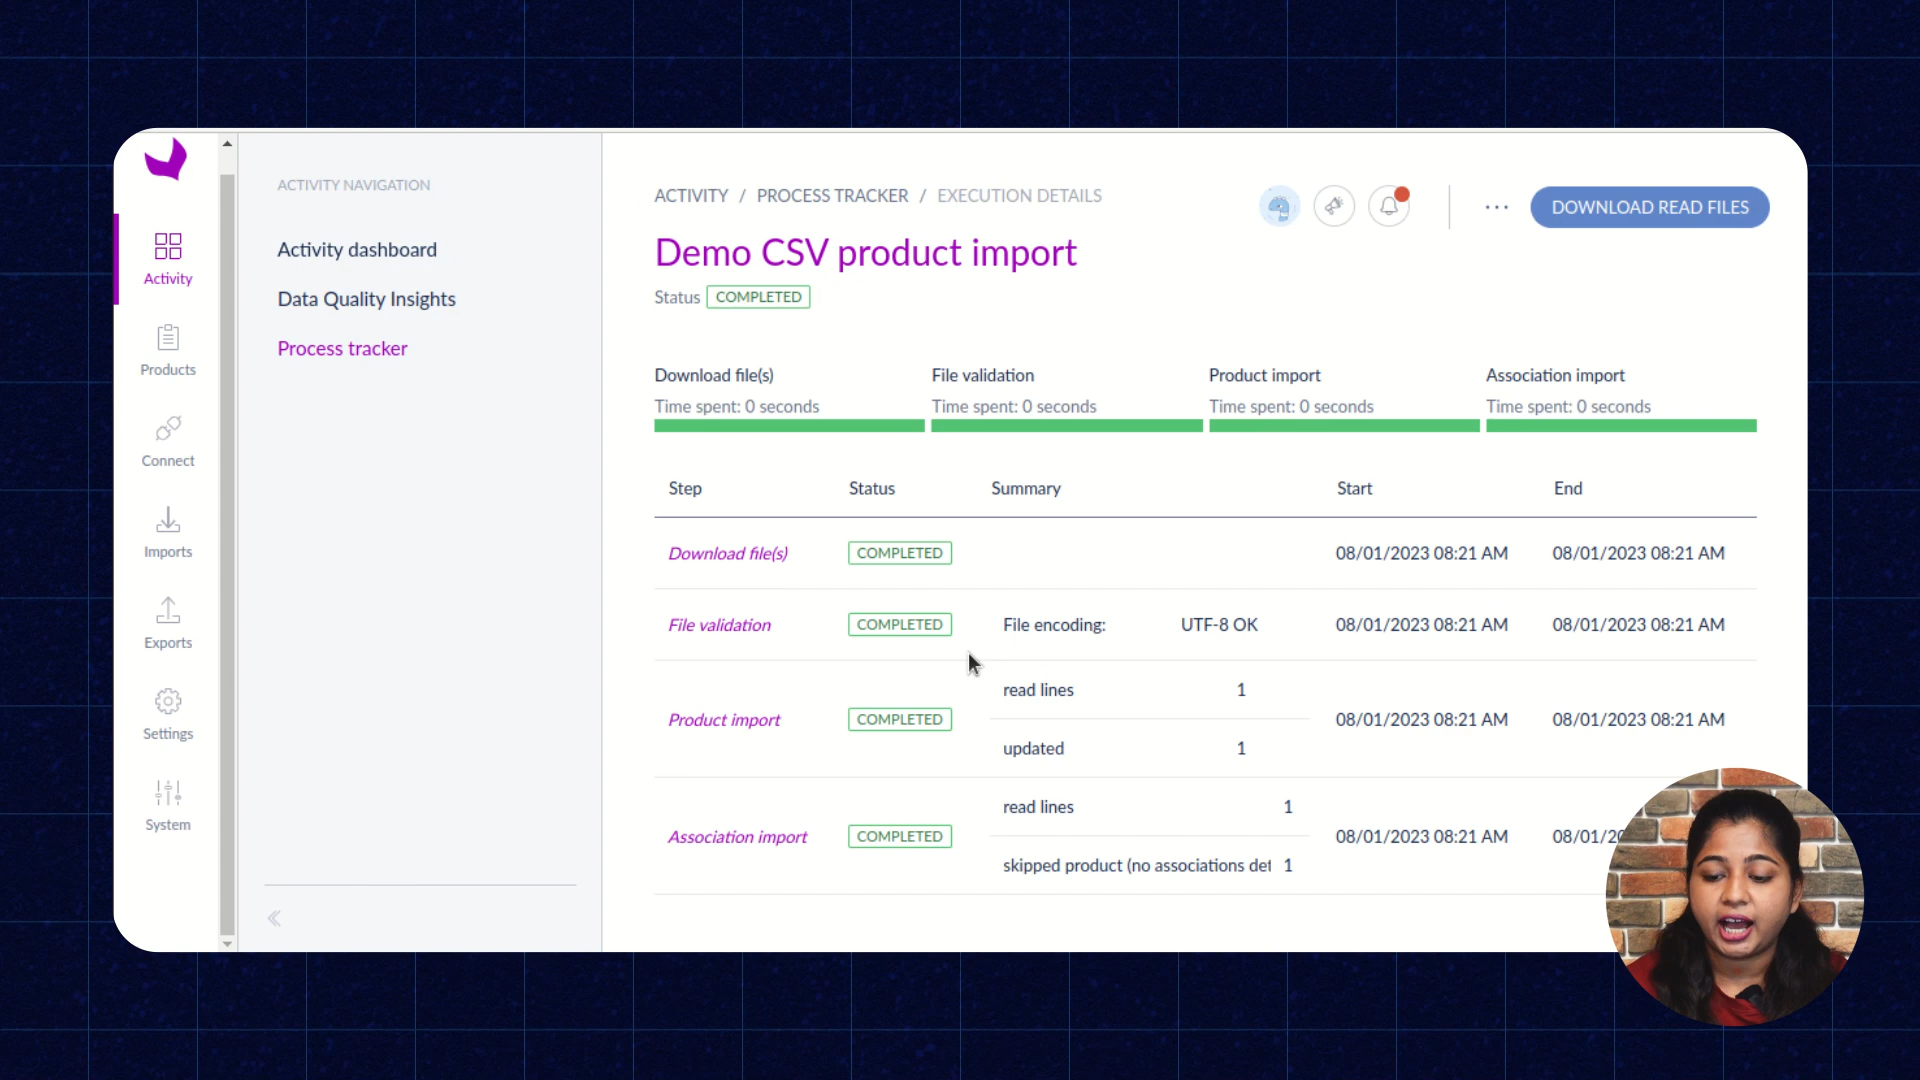 ACTIVITY NAVIGATION
Activity dashboard
Data Quality Insights
Process tracker
Activity
Products
Connect
Imports
Exports
Settings
System
ACTIVITY / PROCESS TRACKER / EXECUTION DETAILS
DOWNLOAD READ FILES
Demo CSV product import
Status COMPLETED
Download file(s) File validation Product import Association import
Time spent: 0 seconds Time spent: 0 seconds Time spent: 0 seconds Time spent: 0 seconds
Step Status Summary Start End
Download file(s) COMPLETED 08/01/2023 08:21 AM 08/01/2023 08:21 AM
File validation COMPLETED File encoding: UTF-8 OK 08/01/2023 08:21 AM 08/01/2023 08:21 AM
read lines 1
Product import COMPLETED 08/01/2023 08:21 AM 08/01/2023 08:21 AM
updated 1
read lines 1
Association import COMPLETED 08/01/2023 08:21 AM 08/01/2
skipped product (no associations det 1